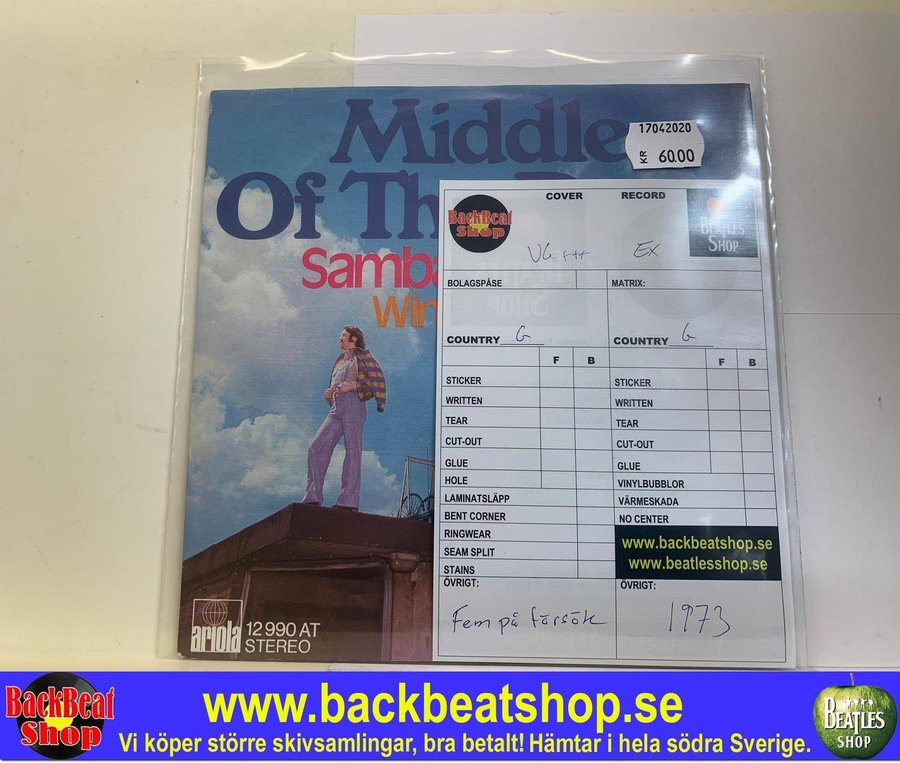 Middle
Of Th
Samba
Win
17042020
KR 60.00
COVER RECORD
BackBeat
Shop
BEATLES
SHOP
VG+++ EX
BOLAGSPÅSE MATRIX:
COUNTRY G COUNTRY G
F B F B
STICKER STICKER
WRITTEN WRITTEN
TEAR TEAR
CUT-OUT CUT-OUT
GLUE GLUE
HOLE VINYLBUBBLOR
LAMINATSLÄPP VÄRMESKADA
BENT CORNER NO CENTER
RINGWEAR
SEAM SPLIT
STAINS
www.backbeatshop.se
www.beatlesshop.se
ÖVRIGT: ÖVRIGT:
Fem på försök 1973
ariola
12 990 AT
STEREO
BackBeat
Shop
www.backbeatshop.se
Vi köper större skivsamlingar, bra betalt! Hämtar i hela södra Sverige.
BEATLES
SHOP